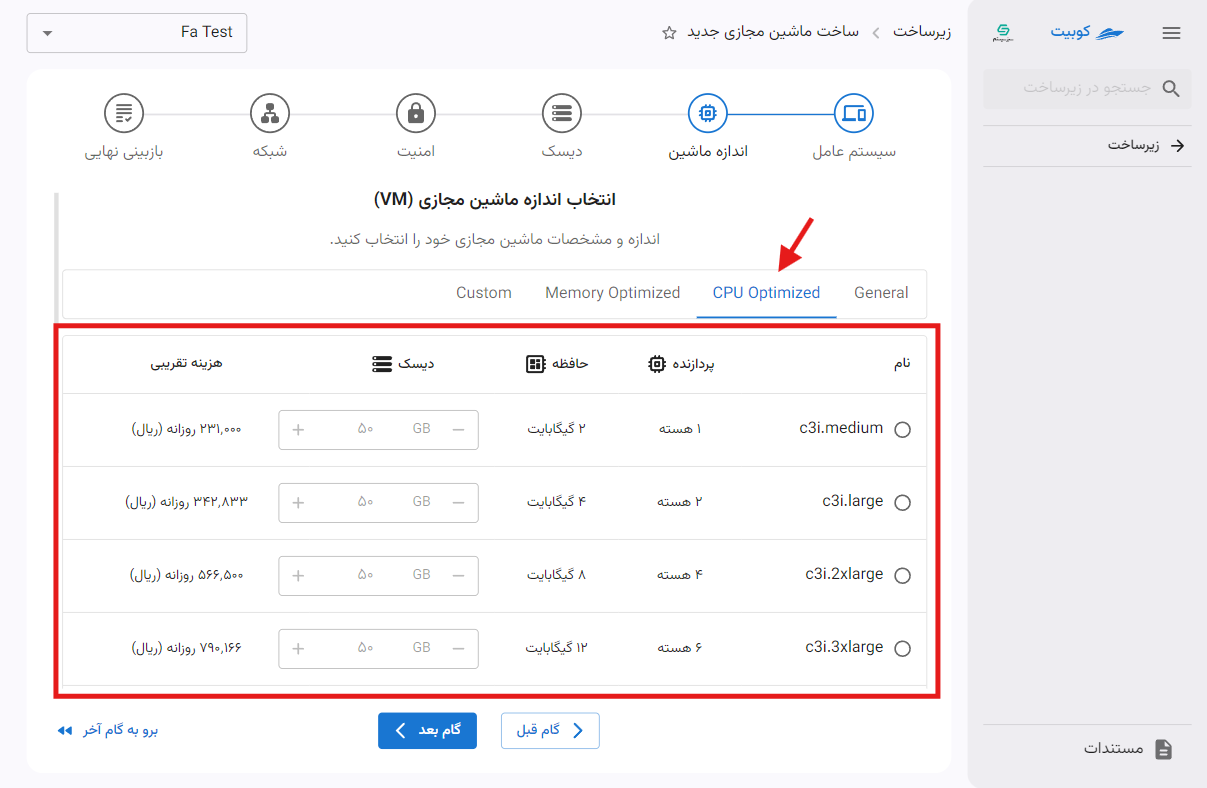 کوبیت
جستجو در زیرساخت
زیرساخت
مستندات
زیرساخت
ساخت ماشین مجازی جدید
Fa Test
سیستم عامل
اندازه ماشین
دیسک
امنیت
شبکه
بازبینی نهایی
انتخاب اندازه ماشین مجازی (VM)
اندازه و مشخصات ماشین مجازی خود را انتخاب کنید.
General CPU Optimized Memory Optimized Custom
نام پردازنده حافظه دیسک هزینه تقریبی
c3i.medium ۱ هسته ۲ گیگابایت GB ۵۰ ۲۳۱,۰۰۰ روزانه (ریال)
c3i.large ۲ هسته ۴ گیگابایت GB ۵۰ ۳۴۲,۸۳۳ روزانه (ریال)
c3i.2xlarge ۴ هسته ۸ گیگابایت GB ۵۰ ۵۶۶,۵۰۰ روزانه (ریال)
c3i.3xlarge ۶ هسته ۱۲ گیگابایت GB ۵۰ ۷۹۰,۱۶۶ روزانه (ریال)
گام قبل
گام بعد
برو به گام آخر